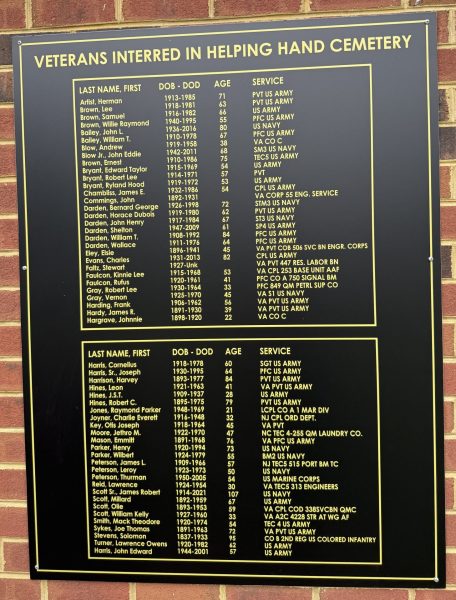 VETERANS INTERRED IN HELPING HAND CEMETERY
LAST NAME, FIRST DOB - DOD AGE SERVICE
Artist, Herman 1913-1985 71 PVT US ARMY
Brown, Lee 1918-1981 63 PVT US ARMY
Brown, Samuel 1916-1982 66 US ARMY
Brown, Willie Raymond 1940-1995 55 PFC US ARMY
Bailey, John L. 1936-2016 80 US NAVY
Bailey, William T. 1910-1978 67 PFC US ARMY
Blow, Andrew 1919-1958 38 VA CO C
Blow Jr., John Eddie 1942-2011 68 SM3 US NAVY
Brown, Ernest 1910-1986 75 TEC5 US ARMY
Bryant, Edward Taylor 1915-1969 54 US ARMY
Bryant, Robert Lee 1914-1971 57 PVT
Bryant, Ryland Hood 1919-1972 53 US ARMY
Chambliss, James E. 1932-1986 54 CPL US ARMY
Commings, John 1892-1931 VA CORP 55 ENG. SERVICE
Darden, Bernard George 1926-1998 72 STM3 US NAVY
Darden, Horace Dubois 1919-1980 62 PVT US ARMY
Darden, John Henry 1917-1984 67 ST3 US NAVY
Darden, Shelton 1947-2009 61 SP4 US ARMY
Darden, William T. 1908-1992 84 PFC US ARMY
Darden, Wallace 1911-1976 64 PFC US ARMY
Eley, Elsie 1896-1941 45 VA PVT COB 506 SVC BN ENGR. CORPS
Evans, Charles 1931-2013 82 CPL US ARMY
Faltz, Stewart 1927-Unk VA PVT 447 RES. LABOR BN
Faulcon, Kinnie Lee 1915-1968 53 VA CPL 253 BASE UNIT AAF
Faulcon, Rufus 1920-1961 41 PFC CO A 750 SIGNAL BM
Gray, Robert Lee 1930-1964 33 PFC 849 QM PETRL SUP CO
Gray, Vernon 1925-1970 45 VA S1 US NAVY
Harding, Frank 1906-1962 56 VA PVT US ARMY
Hardy, James R. 1891-1930 39 VA PVT US ARMY
Hargrove, Johnnie 1898-1920 22 VA CO C
LAST NAME, FIRST DOB - DOD AGE SERVICE
Harris, Cornelius 1918-1978 60 SGT US ARMY
Harris, Sr., Joseph 1930-1995 64 PFC US ARMY
Harrison, Harvey 1893-1977 84 PVT US ARMY
Hines, Leon 1921-1963 41 VA PVT US ARMY
Hines, J.S.T. 1909-1937 28 US ARMY
Hines, Robert C. 1895-1975 79 PVT US ARMY
Jones, Raymond Parker 1948-1969 21 LCPL CO A 1 MAR DIV
Joyner, Charlie Everett 1916-1948 32 NJ CPL ORD DEPT.
Key, Otis Joseph 1918-1964 45 VA PVT
Moore, Jethro M. 1922-1970 47 NC TEC 4-255 QM LAUNDRY CO.
Mason, Emmitt 1891-1968 76 VA PFC US ARMY
Parker, Henry 1920-1994 73 US NAVY
Parker, Wilbert 1924-1979 55 BM2 US NAVY
Peterson, James L. 1909-1966 57 NJ TEC5 515 PORT BM TC
Peterson, Leroy 1923-1973 50 US NAVY
Peterson, Thurman 1950-2005 54 US MARINE CORPS
Reid, Lawrence 1924-1954 30 VA TEC5 313 ENGINEERS
Scott Sr., James Robert 1914-2021 107 US NAVY
Scott, Millard 1892-1959 67 US ARMY
Scott, Ollie 1893-1953 59 VA CPL COD 338SVCBN QMC
Scott, William Kelly 1927-1960 33 VA A2C 4228 STR AT WG AF
Smith, Mack Theodore 1920-1974 54 TEC 4 US ARMY
Sykes, Joe Thomas 1891-1963 72 VA PVT US ARMY
Stevens, Solomon 1837-1933 95 CO B 2ND REG US COLORED INFANTRY
Turner, Lawrence Owens 1920-1982 62 US ARMY
Harris, John Edward 1944-2001 57 US ARMY